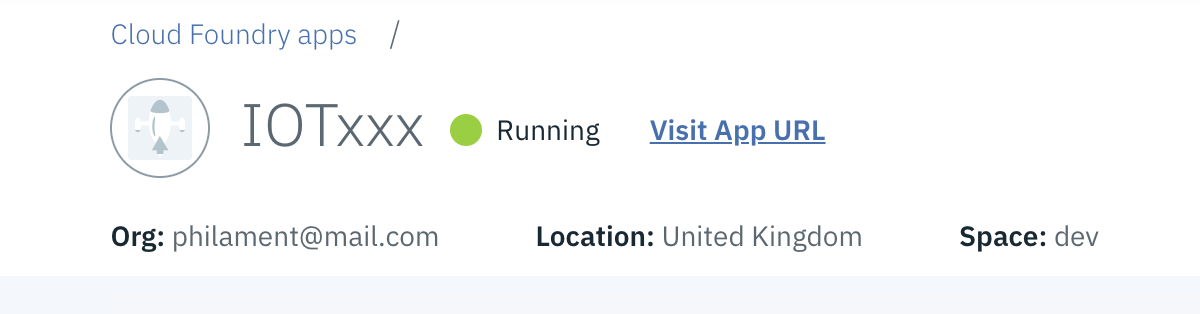 Cloud Foundry apps /
IOTxxx Running Visit App URL
Org: philament@mail.com Location: United Kingdom Space: dev